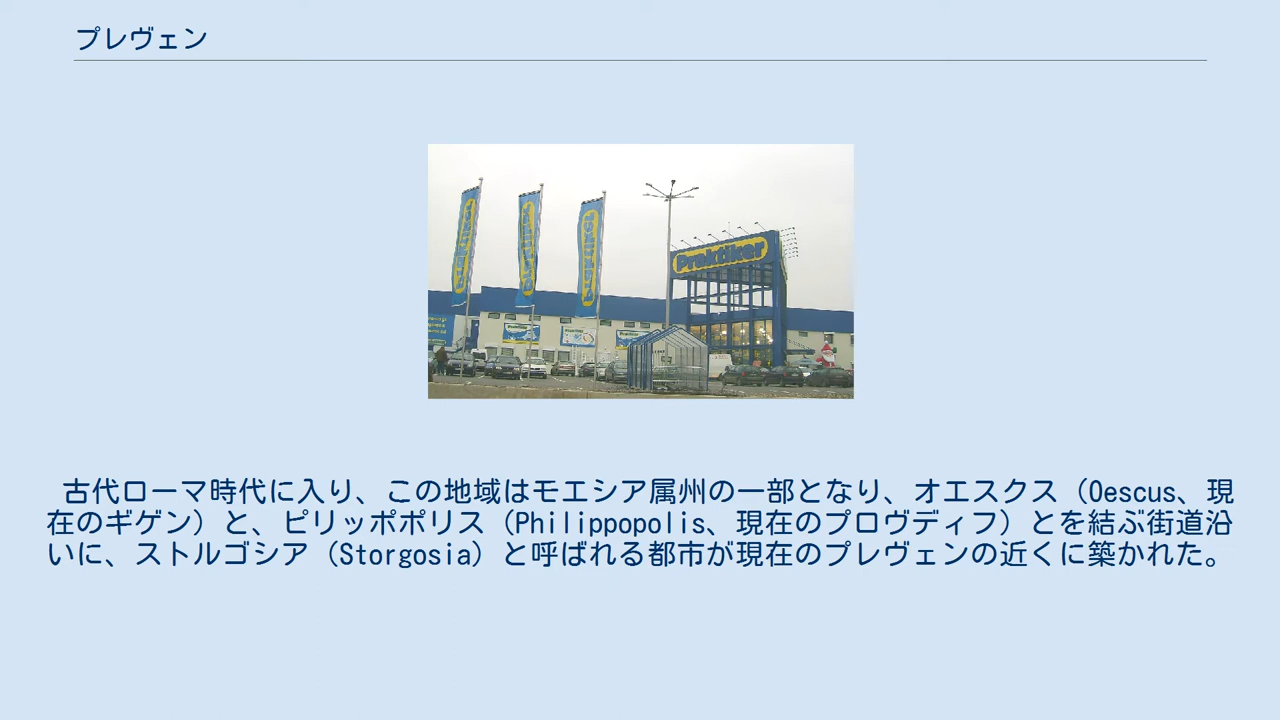 プレヴェン
Praktiker
古代ローマ時代に入り、この地域はモエシア属州の一部となり、オエスクス（Oescus、現
在のギゲン）と、ピリッポポリス（Philippopolis、現在のプロヴディフ）とを結ぶ街道沿
いに、ストルゴシア（Storgosia）と呼ばれる都市が現在のプレヴェンの近くに築かれた。